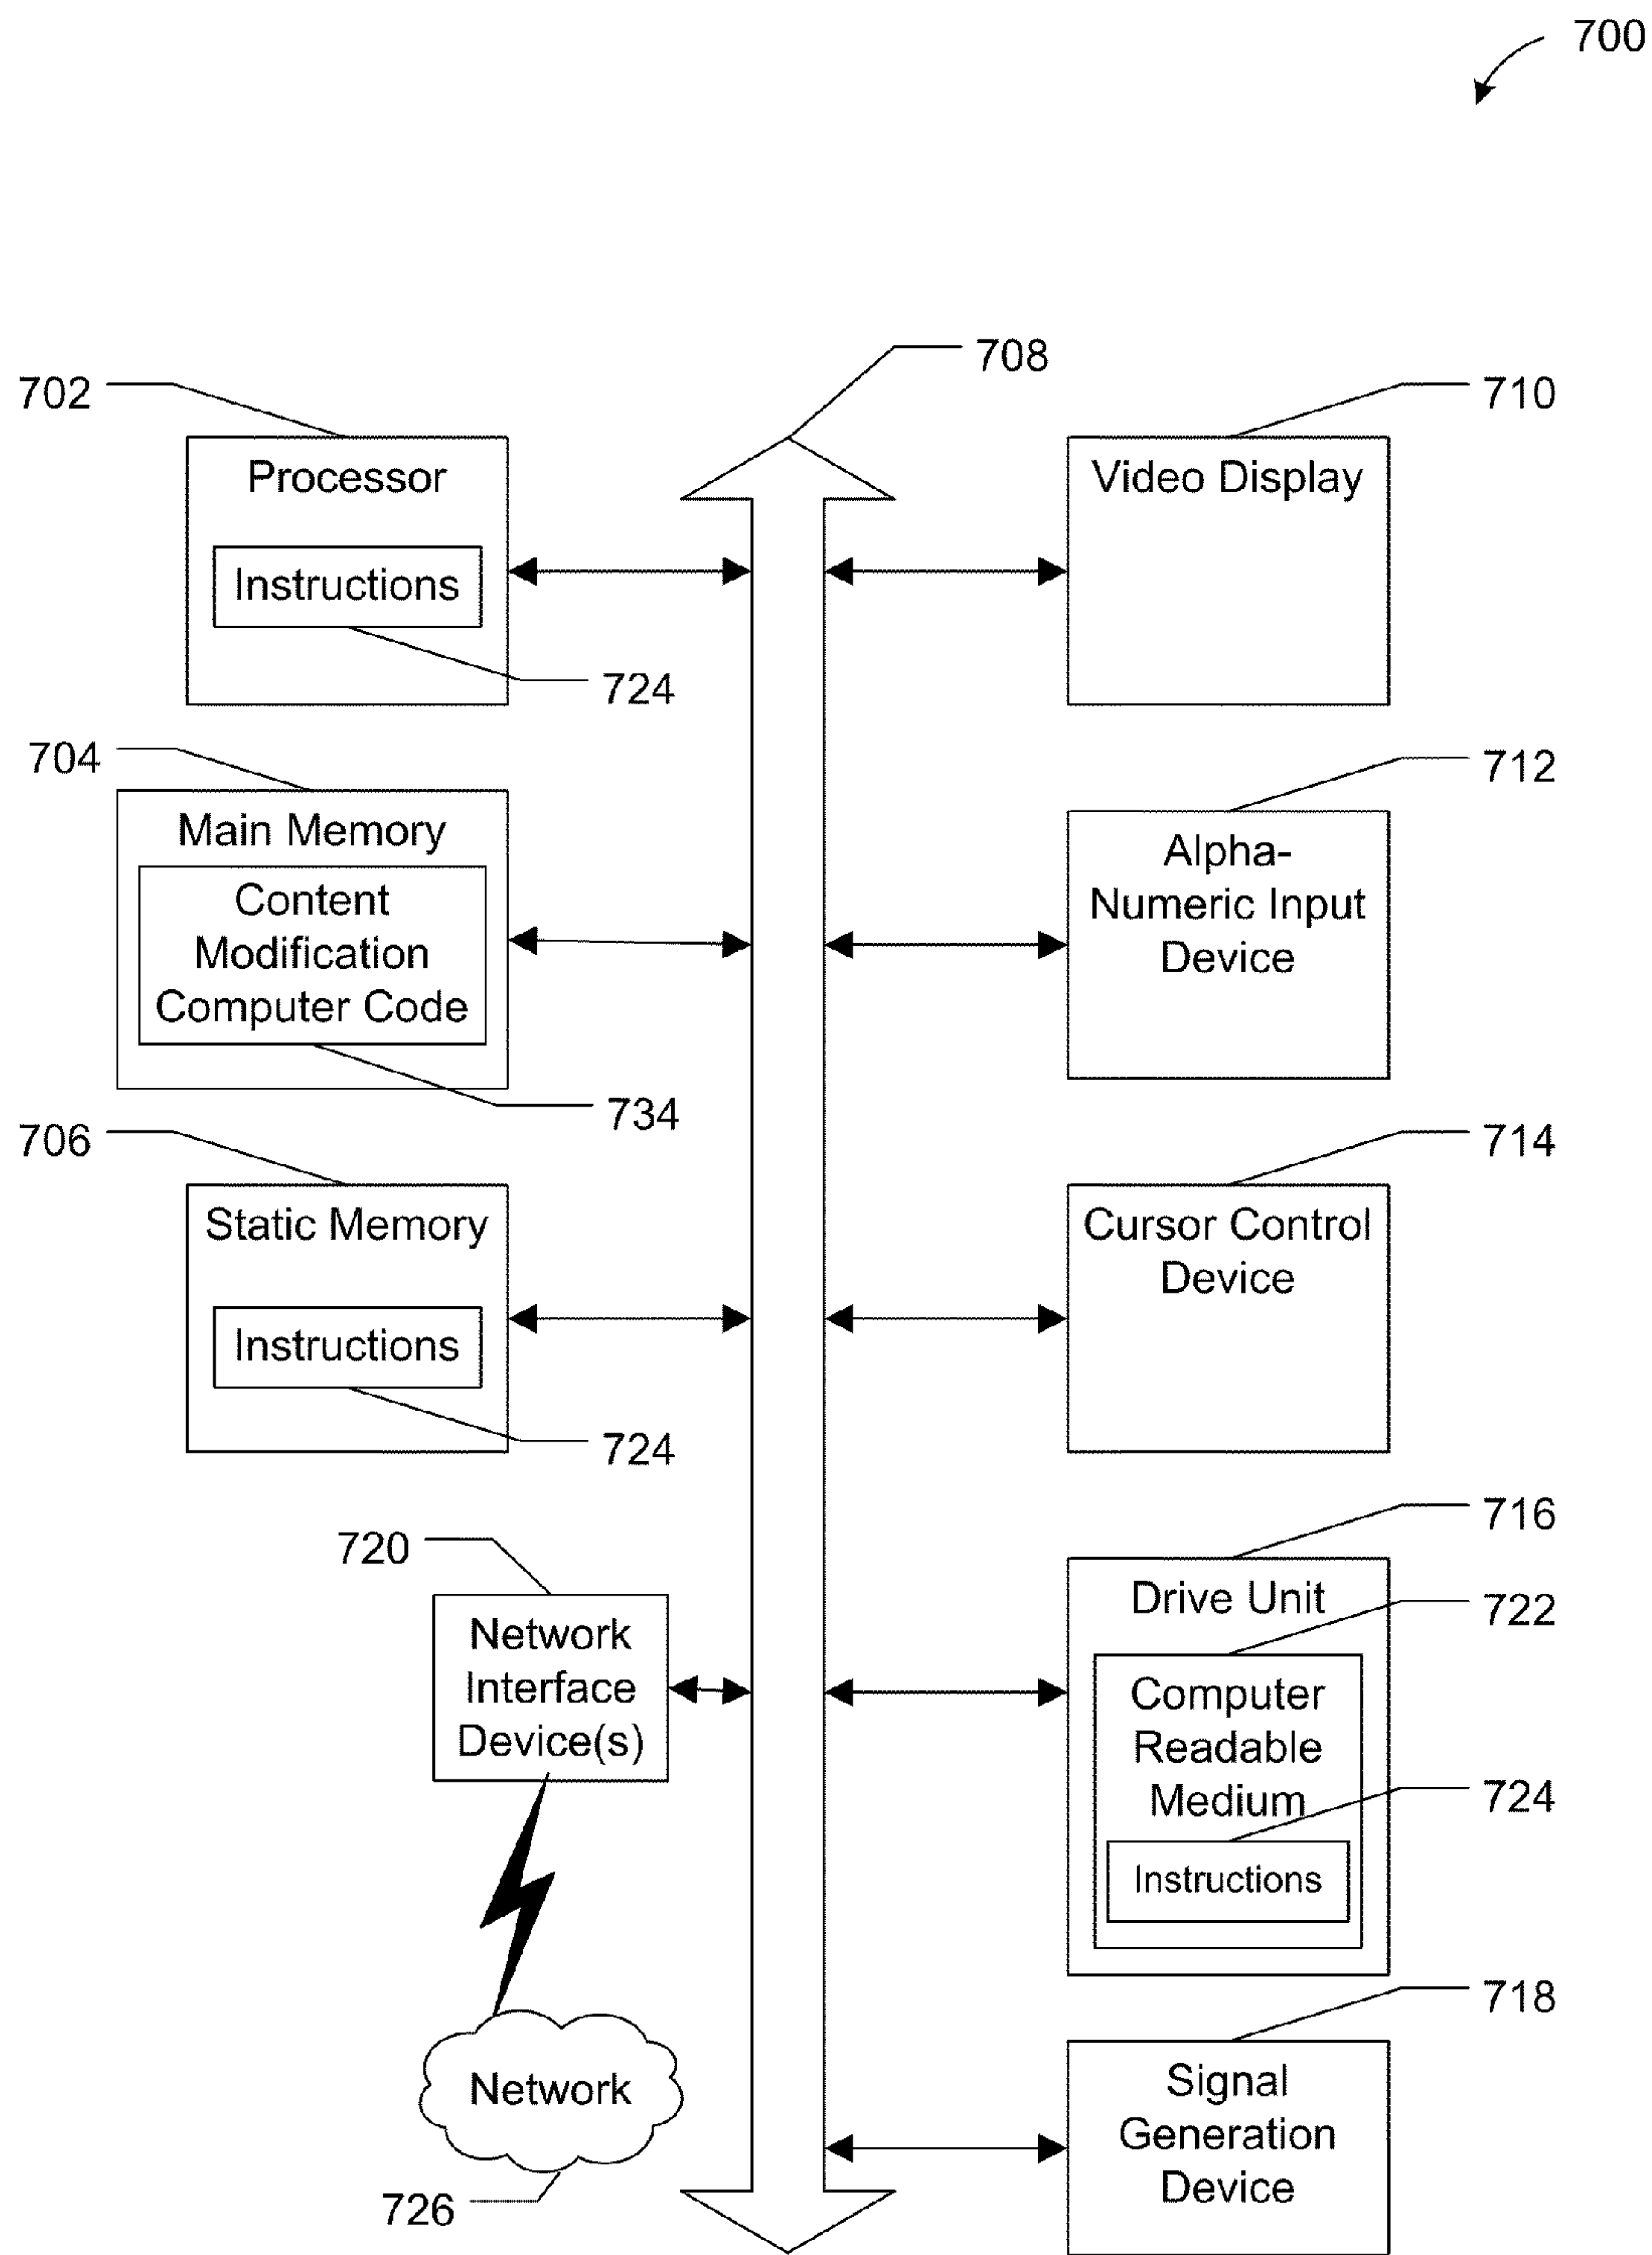 700
708
702
710
Processor
Video Display
Instructions
724
704
712
Main Memory
Content
Modification
Computer Code
Alpha-
Numeric Input
Device
734
706
714
Static Memory
Cursor Control
Device
Instructions
724
716
720
Drive Unit
722
Network
Interface
Device(s)
Computer
Readable
Medium
724
Instructions
718
Network
Signal
Generation
Device
726